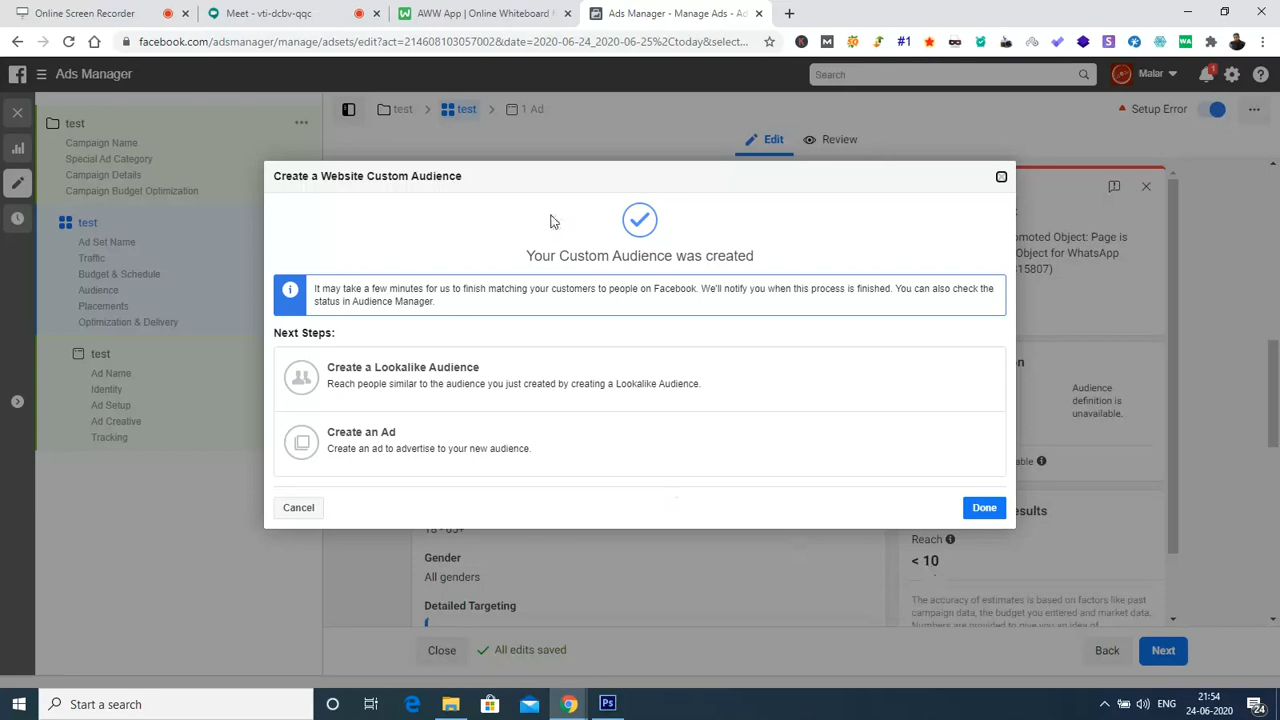 Online Screen Recorder
Meet - vti-dcbv-qqc
AWW App | Online Whiteboard
Ads Manager - Manage Ads - Ad
facebook.com/adsmanager/manage/adsets/edit?act=214608103057002&date=2020-06-24_2020-06-25%2Ctoday&select...
#1
Ads Manager
Search
Malar
1
test
Campaign Name
Special Ad Category
Campaign Details
Campaign Budget Optimization
test
Ad Set Name
Traffic
Budget & Schedule
Audience
Placements
Optimization & Delivery
test
Ad Name
Identity
Ad Setup
Ad Creative
Tracking
test
test
1 Ad
Setup Error
Edit
Review
Create a Website Custom Audience
Your Custom Audience was created
It may take a few minutes for us to finish matching your customers to people on Facebook. We'll notify you when this process is finished. You can also check the
status in Audience Manager.
Next Steps:
Create a Lookalike Audience
Reach people similar to the audience you just created by creating a Lookalike Audience.
Create an Ad
Create an ad to advertise to your new audience.
Cancel
Done
omoted Object: Page is
Object for WhatsApp
315807)
Audience
definition is
unavailable.
18 - 65+
Gender
All genders
Detailed Targeting
Reach
< 10
The accuracy of estimates is based on factors like past
campaign data, the budget you entered and market data.
Numbers are provided to give you an idea of
Close
All edits saved
Back
Next
Start a search
ENG
21:54
24-06-2020
24